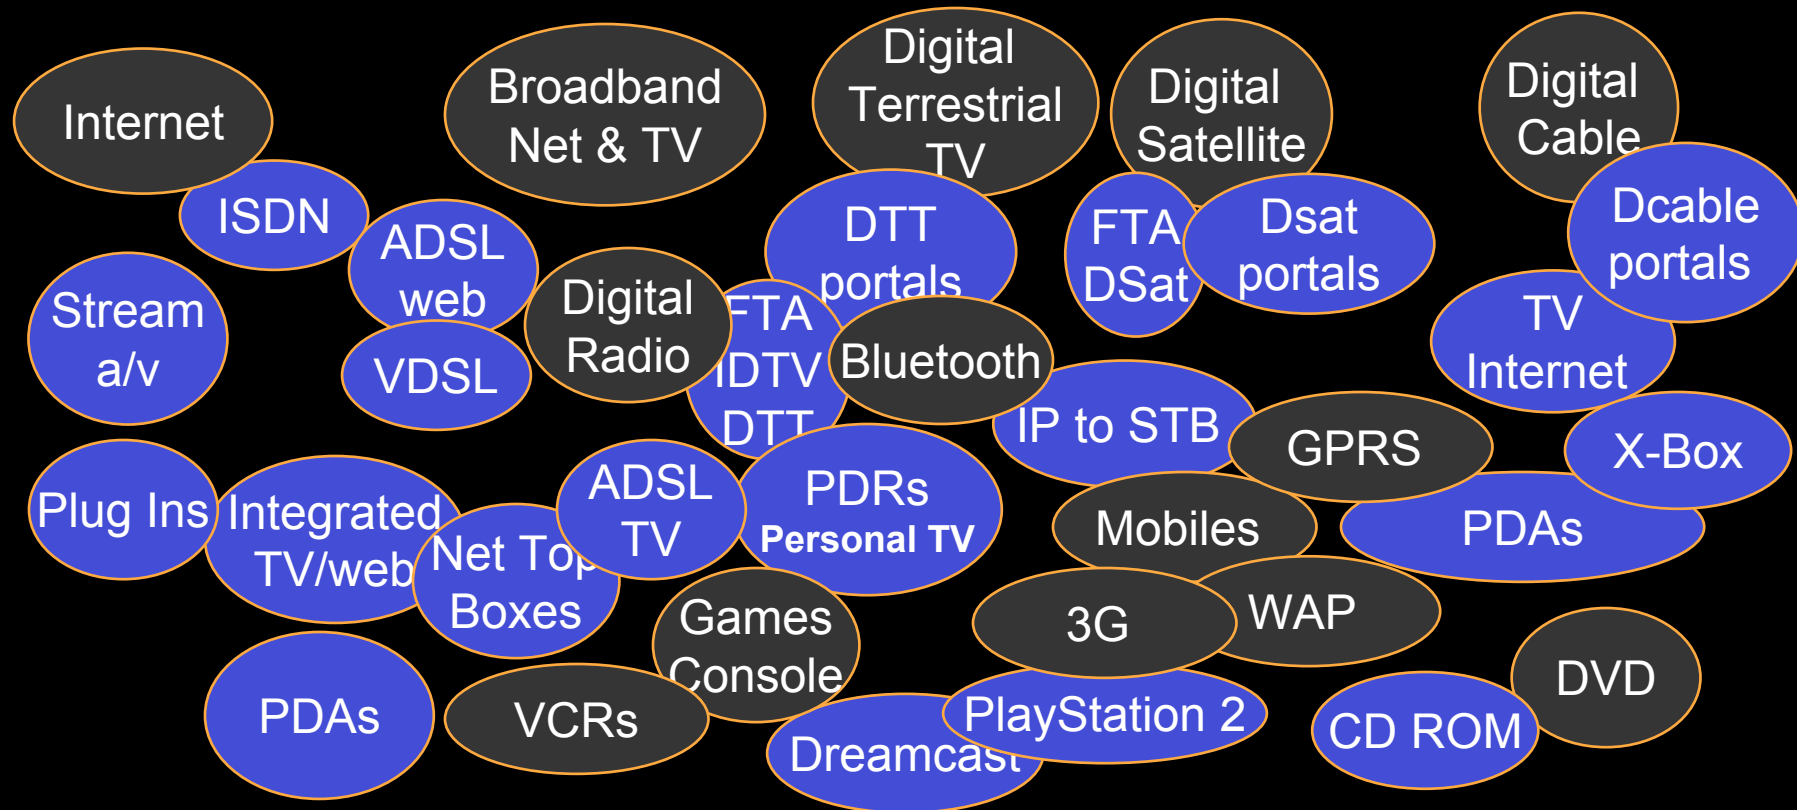 Internet
Broadband
Net & TV
Digital
Terrestrial
TV
Digital
Satellite
Digital
Cable
ISDN
ADSL
web
DTT
portals
FTA
DSat
Dsat
portals
Dcable
portals
Stream
a/v
VDSL
Digital
Radio
FTA
IDTV
DTT
Bluetooth
TV
Internet
IP to STB
GPRS
X-Box
Plug Ins
Integrated
TV/web
Net Top
Boxes
ADSL
TV
PDRs
Personal TV
Mobiles
PDAs
Games
Console
3G
WAP
DVD
PDAs
VCRs
Dreamcast
PlayStation 2
CD ROM